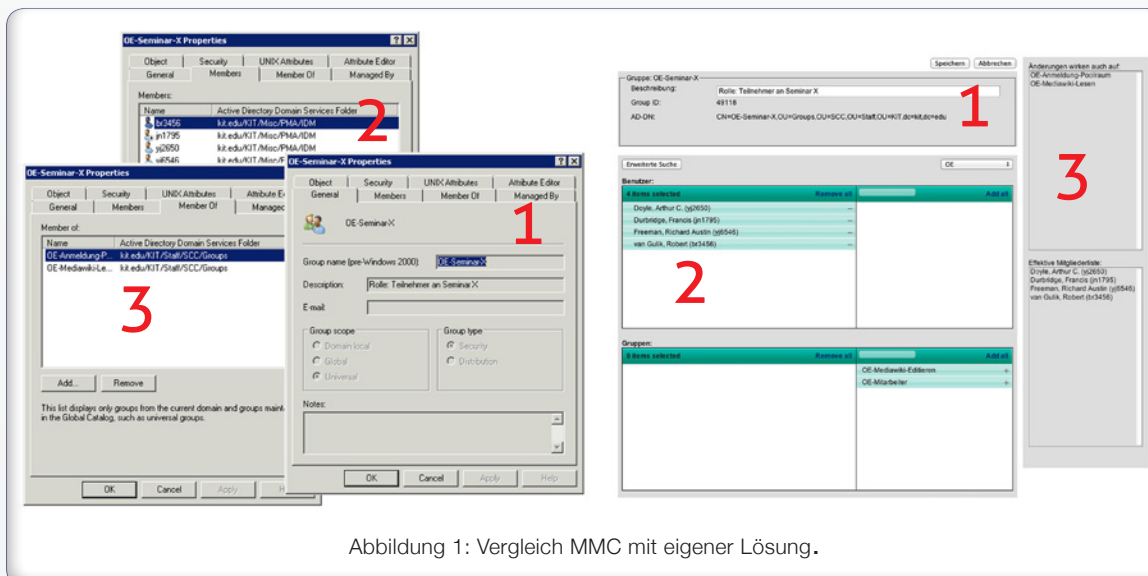 OE-Seminar-X Properties
Object Security UNIX Attributes Attribute Editor
General Members Member Of Managed By
Members:
Name Active Directory Domain Services Folder
br3456 kit.edu/KIT/Misc/PMA/IDM
jn1795 kit.edu/KIT/Misc/PMA/IDM
yj2650 kit.edu/KIT/Misc/PMA/IDM
2
OE-Seminar-X Properties
Object Security UNIX Attributes
General Members Member Of
Member of:
Name Active Directory Domain Services Folder
OE-Anmeldung-P... kit.edu/KIT/Staff/SCC/Groups
OE-Mediawiki-Le... kit.edu/KIT/Staff/SCC/Groups
3
Add... Remove
This list displays only groups from the current domain and groups
in the Global Catalog, such as universal groups.
OK Cancel Apply
OE-Seminar-X Properties
Object Security UNIX Attributes Attribute Editor
General Members Member Of Managed By
1
OE-Seminar-X
Group name (pre-Windows 2000): OE-Seminar-X
Description: Rolle: Teilnehmer an Seminar X
E-mail:
Group scope Group type
Domain local Security
Global Distribution
Universal
Notes:
OK Cancel Apply Help
Speichern Abbrechen
Gruppe: OE-Seminar-X
Beschreibung: Rolle: Teilnehmer an Seminar X
Group ID: 49118
AD-DN: CN=OE-Seminar-X,OU=Groups,OU=SCC,OU=Staff,OU=KIT,dc=kit,dc=edu
1
Erweiterte Suche OE
Benutzer:
4 items selected Remove all Add all
Doyle, Arthur C. (yj2650) –
Durbridge, Francis (jn1795) –
Freeman, Richard Austin (yj6546) –
van Gulik, Robert (br3456) –
2
Gruppen:
0 items selected Remove all Add all
OE-Mediawiki-Editieren +
OE-Mitarbeiter +
Änderungen wirken auch auf:
OE-Anmeldung-Poolraum
OE-Mediawiki-Lesen
3
Effektive Mitgliederliste:
Doyle, Arthur C. (yj2650)
Durbridge, Francis (jn1795)
Freeman, Richard Austin (yj6546)
van Gulik, Robert (br3456)
Abbildung 1: Vergleich MMC mit eigener Lösung.